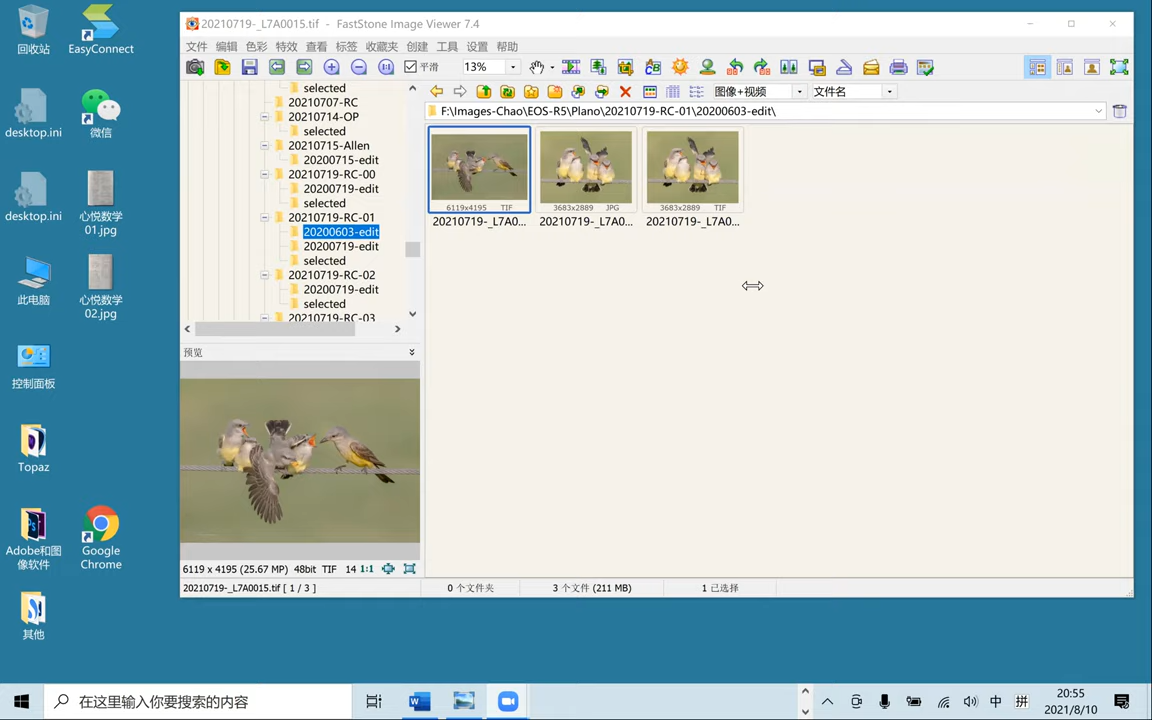 20210719-_L7A0015.tif - FastStone Image Viewer 7.4
文件 编辑 色彩 特效 查看 标签 收藏夹 创建 工具 设置 帮助
平滑 13%
图像+视频 文件名
F:\Images-Chao\EOS-R5\Plano\20210719-RC-01\20200603-edit\
selected
20210707-RC
20210714-OP
selected
20210715-Allen
20200715-edit
20210719-RC-00
20200719-edit
selected
20210719-RC-01
20200603-edit
20200719-edit
selected
20210719-RC-02
20200719-edit
selected
20210719-RC-03
预览
6119 x 4195 (25.67 MP) 48bit TIF 14 1:1
20210719-_L7A0015.tif [ 1 / 3 ]
6119x4195 TIF
20210719-_L7A0...
3683x2889 JPG
20210719-_L7A0...
3683x2889 TIF
20210719-_L7A0...
0 个文件夹
3 个文件 (211 MB)
1 已选择
回收站
EasyConnect
desktop.ini
微信
desktop.ini
心悦数学
01.jpg
此电脑
心悦数学
02.jpg
控制面板
Topaz
Adobe和图
像软件
Google
Chrome
其他
在这里输入你要搜索的内容
中
拼
20:55
2021/8/10